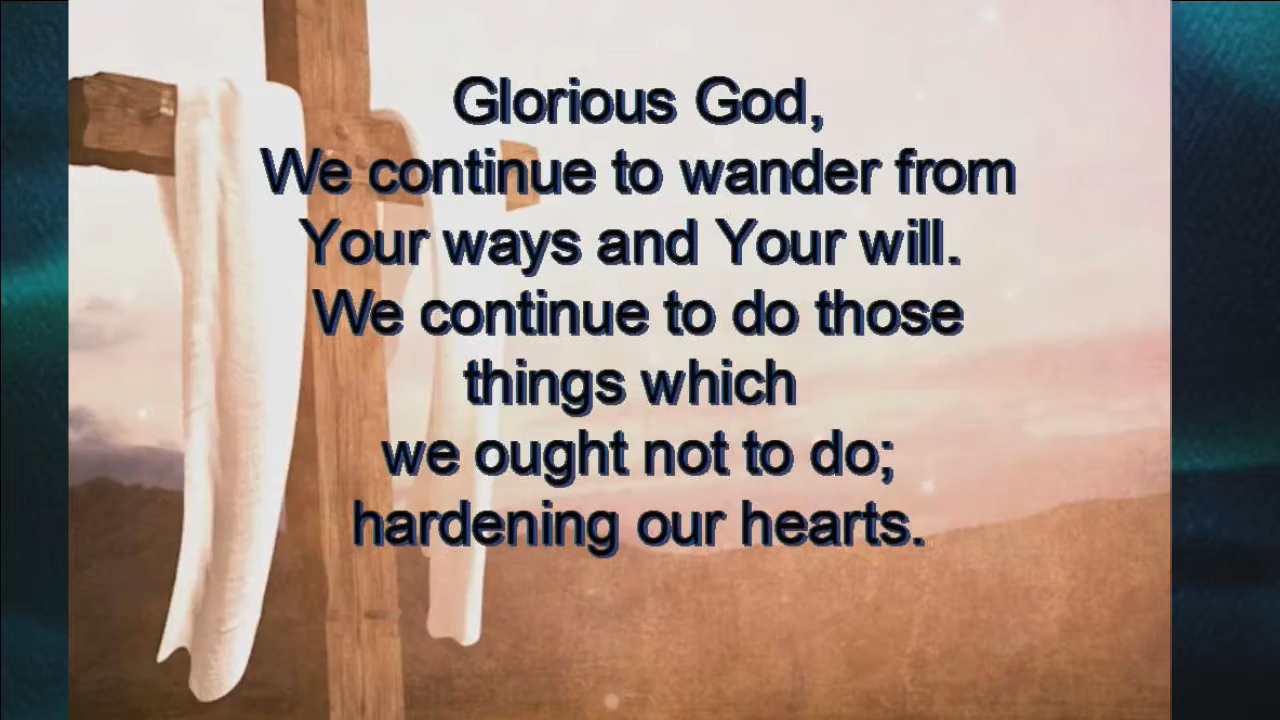 Glorious God,
We continue to wander from
Your ways and Your will.
We continue to do those
things which
we ought not to do;
hardening our hearts.